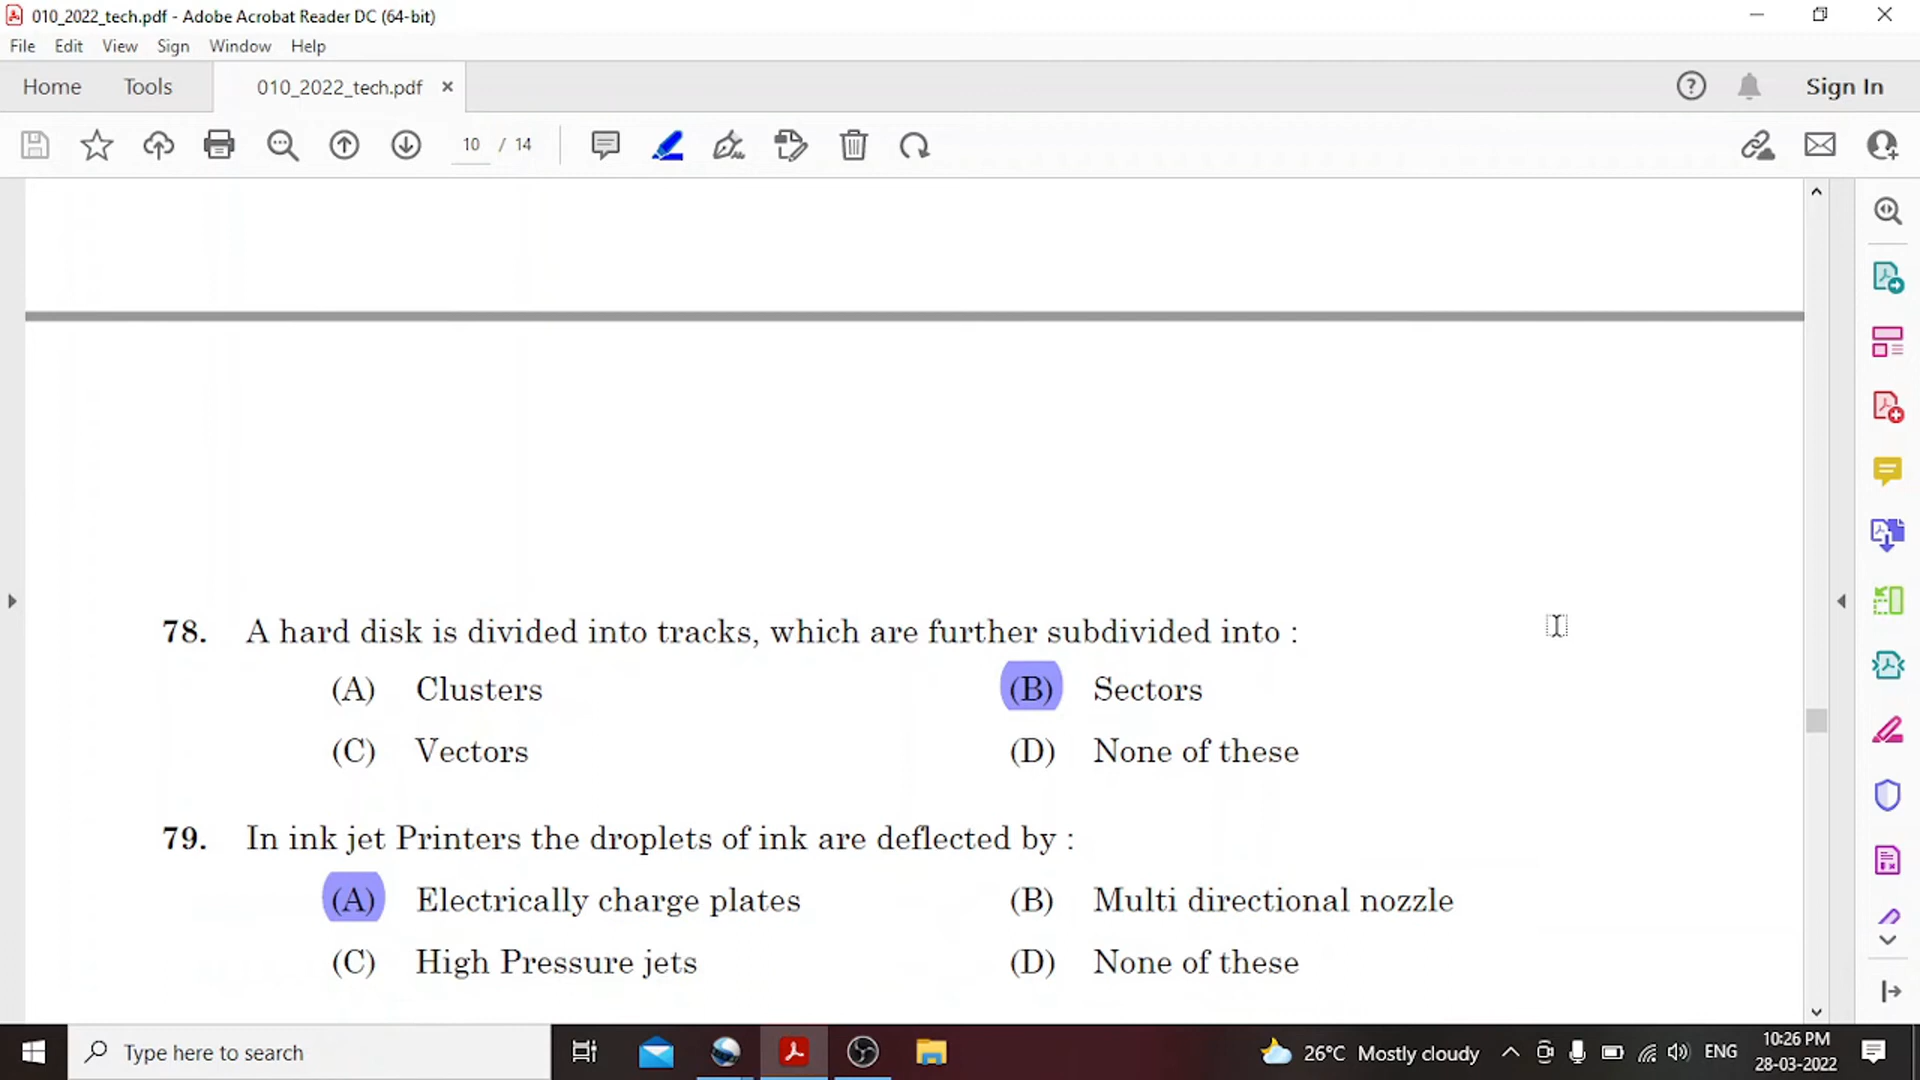 010_2022_tech.pdf - Adobe Acrobat Reader DC (64-bit)
File Edit View Sign Window Help
Home Tools 010_2022_tech.pdf Sign In
10 / 14
78. A hard disk is divided into tracks, which are further subdivided into :
(A) Clusters (B) Sectors
(C) Vectors (D) None of these
79. In ink jet Printers the droplets of ink are deflected by :
(A) Electrically charge plates (B) Multi directional nozzle
(C) High Pressure jets (D) None of these
Type here to search 26°C Mostly cloudy ENG 10:26 PM
28-03-2022